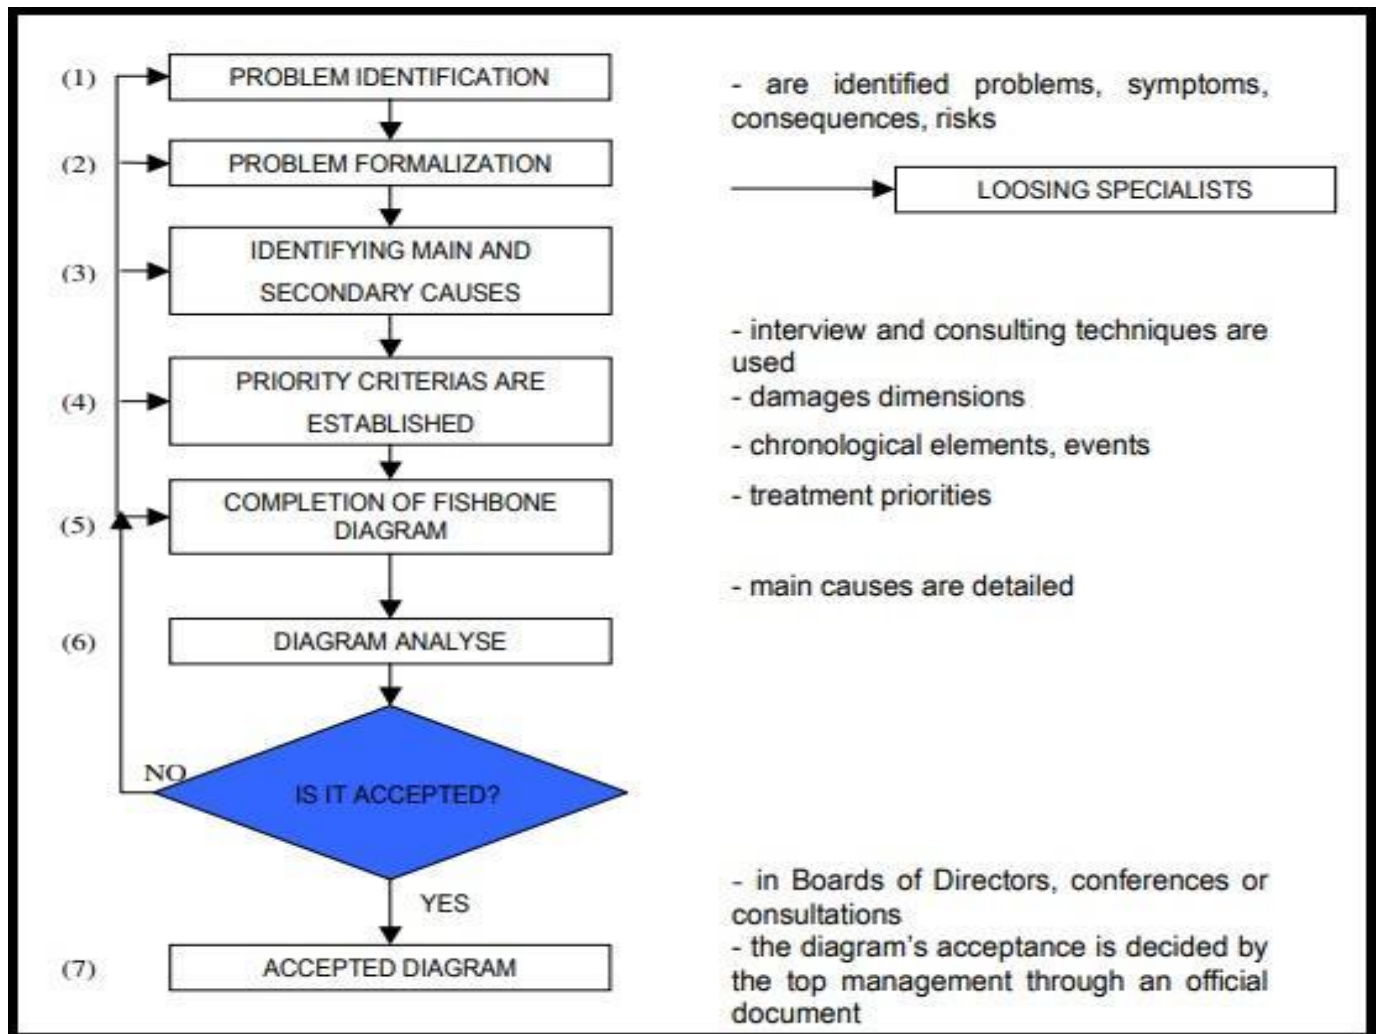 (1)
PROBLEM IDENTIFICATION
- are identified problems, symptoms,
consequences, risks
(2)
PROBLEM FORMALIZATION
LOOSING SPECIALISTS
(3)
IDENTIFYING MAIN AND
SECONDARY CAUSES
- interview and consulting techniques are
used
(4)
PRIORITY CRITERIAS ARE
ESTABLISHED
- damages dimensions
- chronological elements, events
- treatment priorities
(5)
COMPLETION OF FISHBONE
DIAGRAM
- main causes are detailed
(6)
DIAGRAM ANALYSE
NO
IS IT ACCEPTED?
YES
- in Boards of Directors, conferences or
consultations
- the diagram's acceptance is decided by
the top management through an official
document
(7)
ACCEPTED DIAGRAM